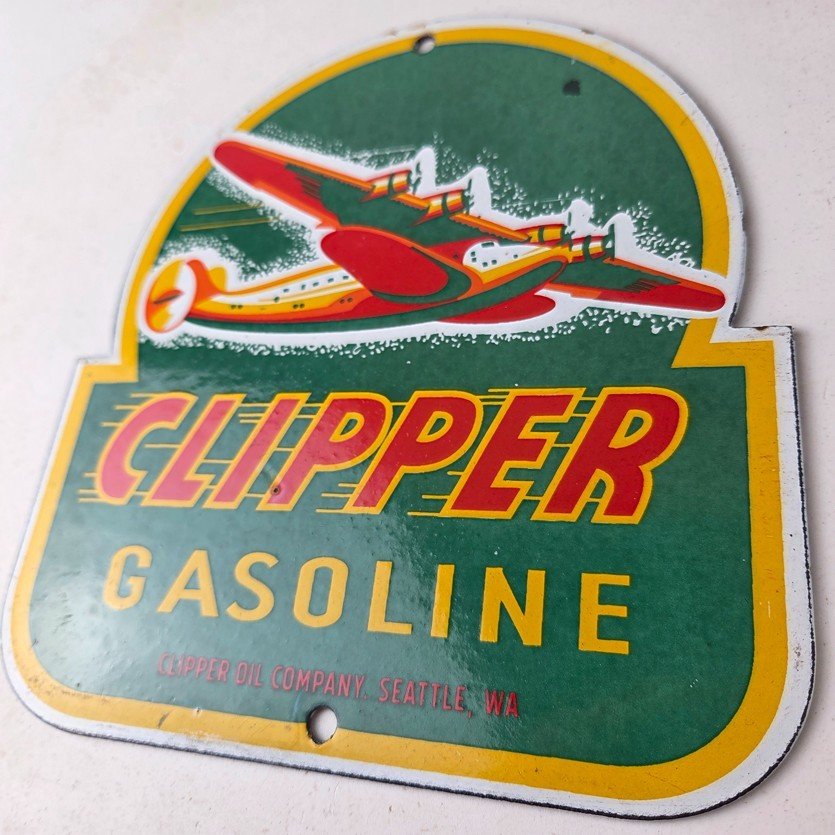 CLIPPER
GASOLINE
CLIPPER OIL COMPANY. SEATTLE, WA